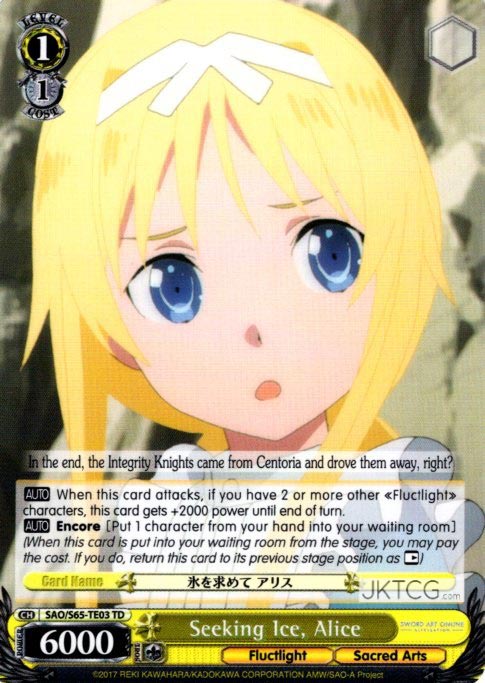 LEVEL
1
1
COST
In the end, the Integrity Knights came from Centoria and drove them away, right?
AUTO When this card attacks, if you have 2 or more other «Fluctlight»
characters, this card gets +2000 power until end of turn.
AUTO Encore [Put 1 character from your hand into your waiting room]
(When this card is put into your waiting room from the stage, you may pay
the cost. If you do, return this card to its previous stage position as )
Card Name 氷を求めて アリス
JKTCG.com
CH SAO/S65-TE03 TD Seeking Ice, Alice SWORD ART ONLINE
POWER 6000 SOUL
Fluctlight Sacred Arts
©2017 REKI KAWAHARA/KADOKAWA CORPORATION AMW/SAO-A Project